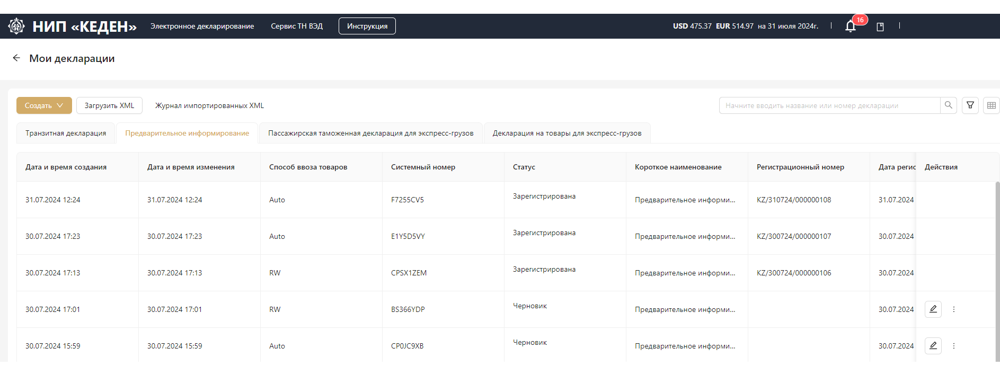 НИП «КЕДЕН» Электронное декларирование Сервис ТН ВЭД Инструкция USD 475.37 EUR 514.97 на 31 июля 2024г. 16
Мои декларации
Создать Загрузить XML Журнал импортированных XML Начните вводить название или номер декларации
Транзитная декларация Предварительное информирование Пассажирская таможенная декларация для экспресс-грузов Декларация на товары для экспресс-грузов
Дата и время создания Дата и время изменения Способ ввоза товаров Системный номер Статус Короткое наименование Регистрационный номер Дата регис Действия
31.07.2024 12:24 31.07.2024 12:24 Auto F7255CV5 Зарегистрирована Предварительное информи... KZ/310724/000000108 31.07.2024
30.07.2024 17:23 30.07.2024 17:23 Auto E1Y5D5VY Зарегистрирована Предварительное информи... KZ/300724/000000107 30.07.2024
30.07.2024 17:13 30.07.2024 17:13 RW CPSX1ZEM Зарегистрирована Предварительное информи... KZ/300724/000000106 30.07.2024
30.07.2024 17:01 30.07.2024 17:01 RW BS366YDP Черновик Предварительное информи... 30.07.2024
30.07.2024 15:59 30.07.2024 15:59 Auto CP0JC9XB Черновик Предварительное информи... 30.07.2024